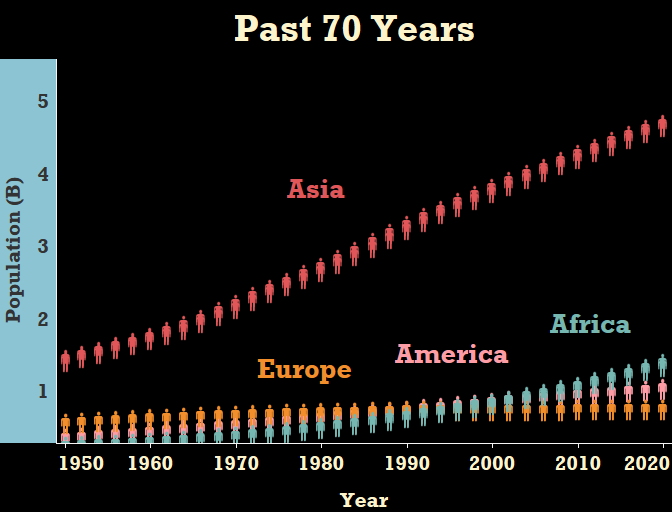 Past 70 Years
5
4
3
2
1
Population (B)
Asia
Africa
America
Europe
1950 1960 1970 1980 1990 2000 2010 2020
Year